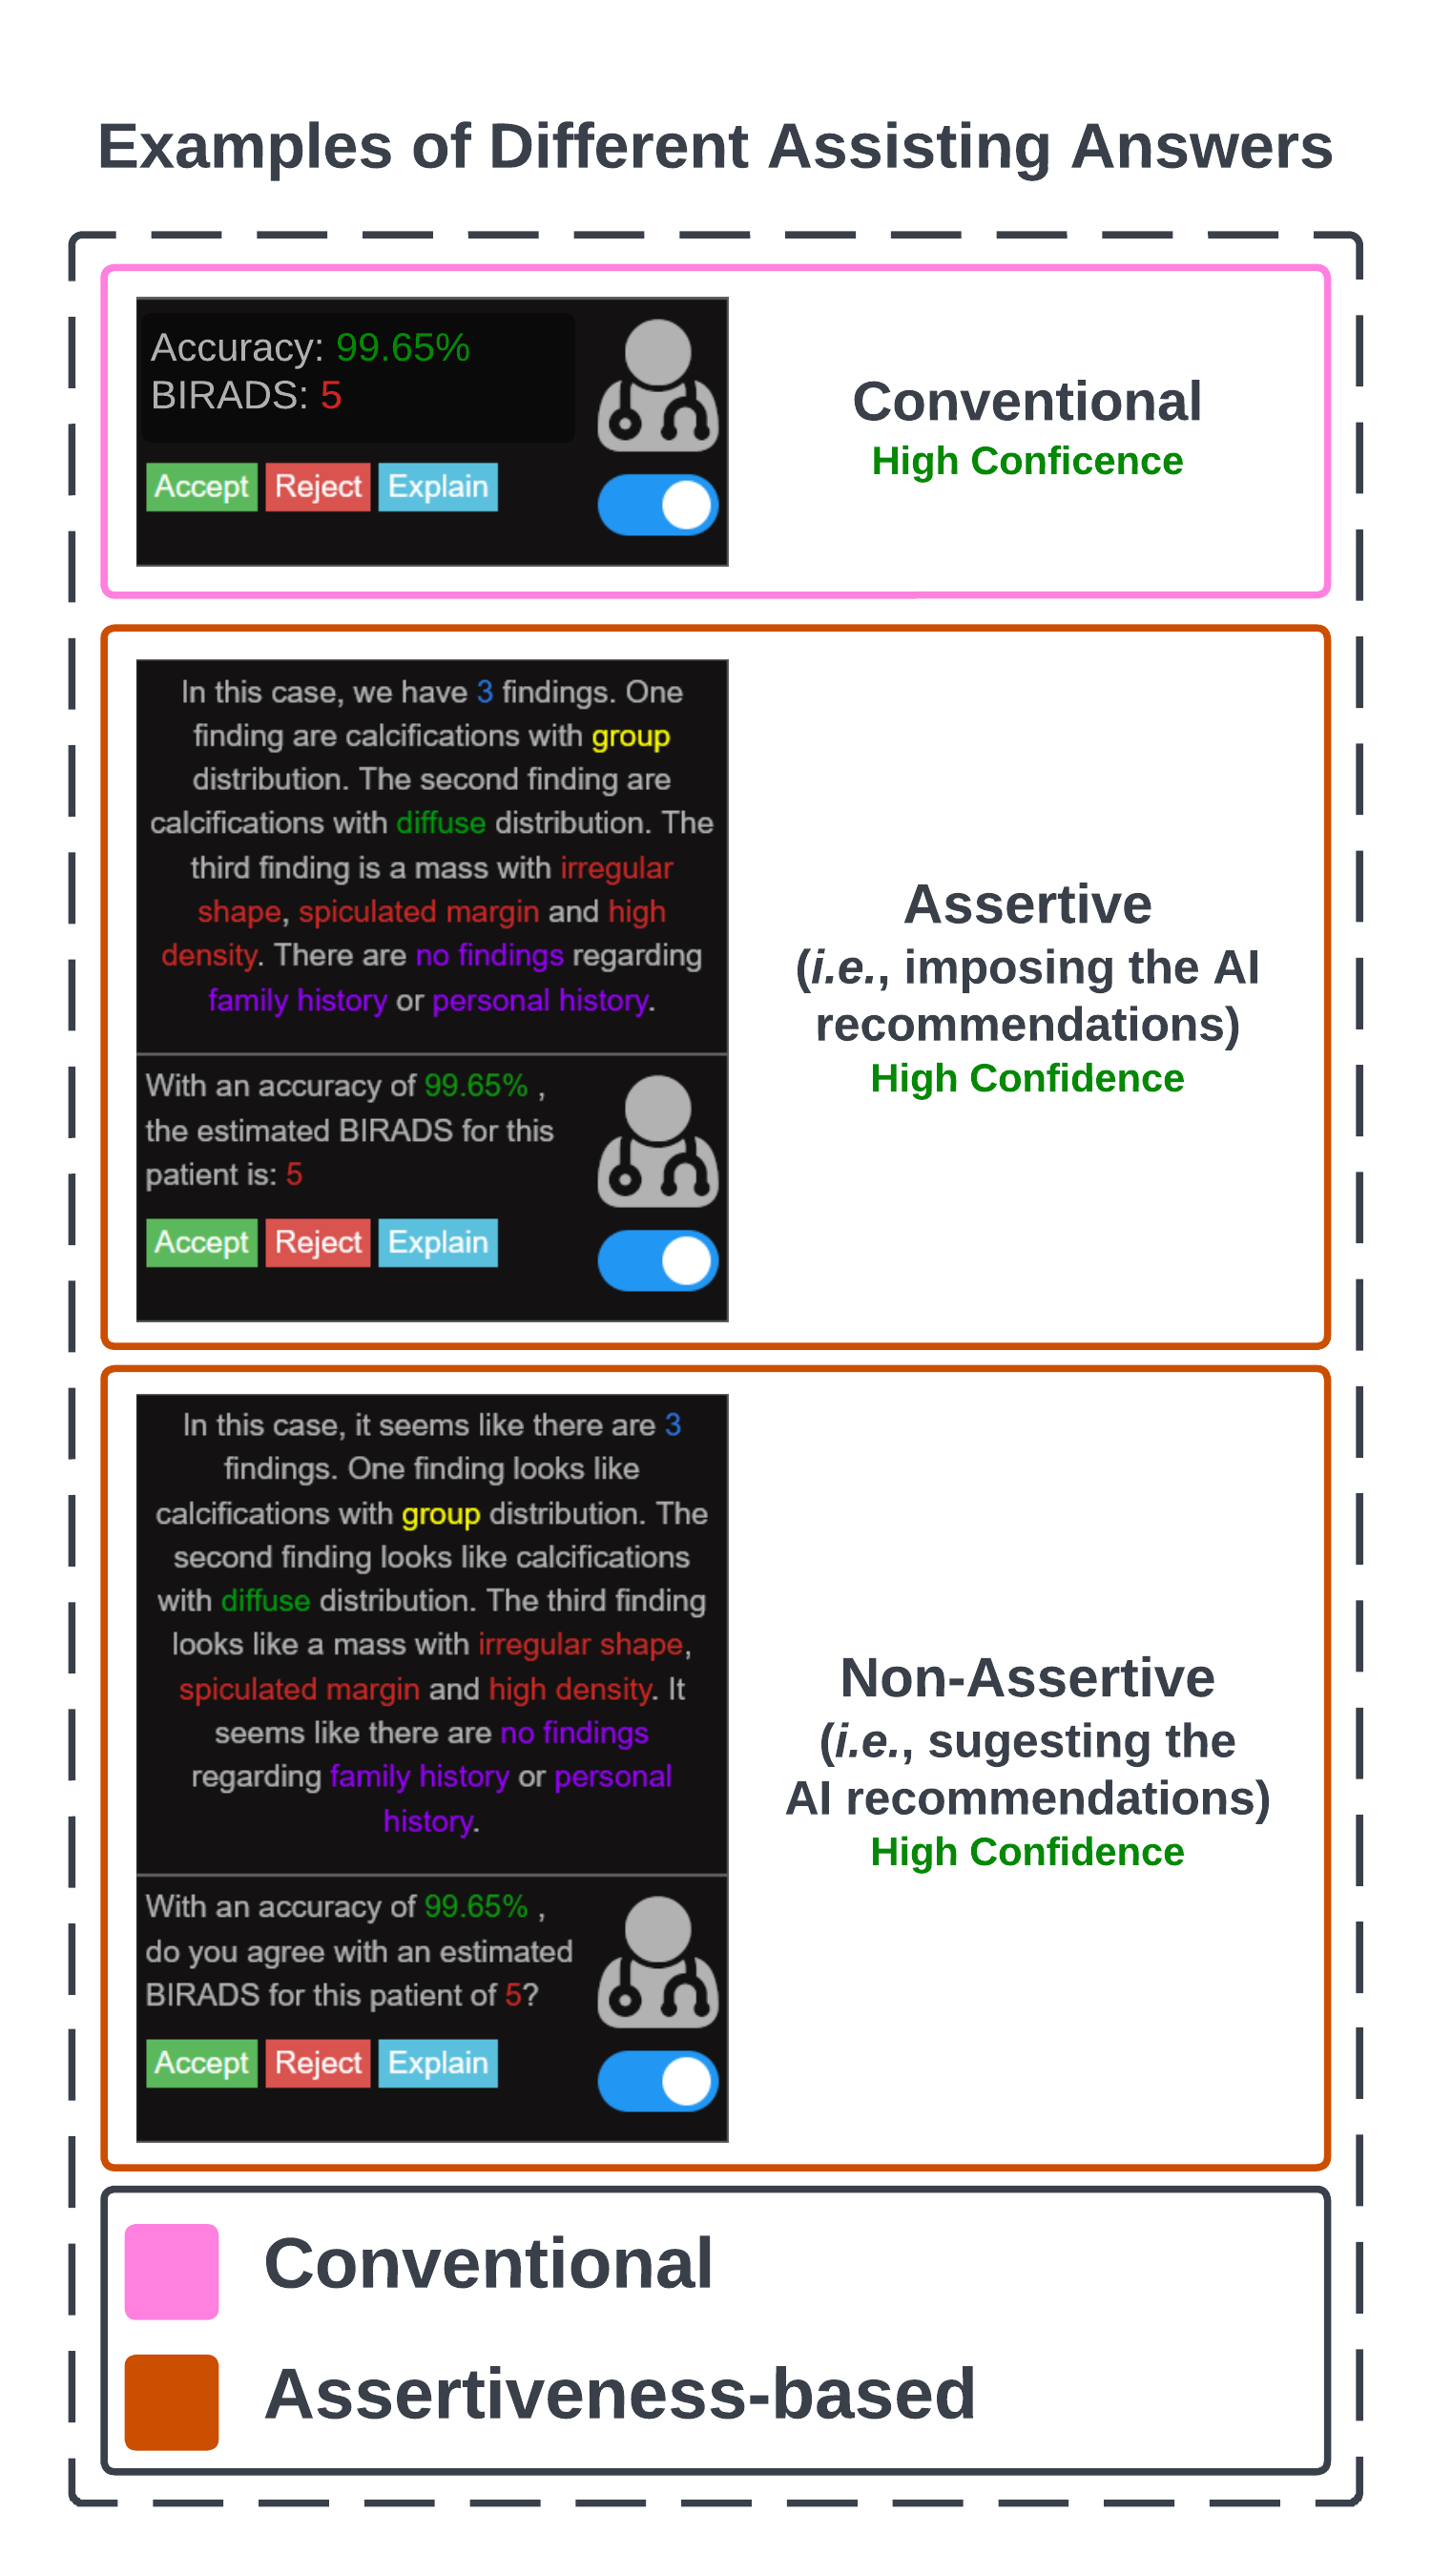 Examples of Different Assisting Answers
Accuracy: 99.65%
BIRADS: 5
Accept Reject Explain
Conventional
High Conficence
In this case, we have 3 findings. One
finding are calcifications with group
distribution. The second finding are
calcifications with diffuse distribution. The
third finding is a mass with irregular
shape, spiculated margin and high
density. There are no findings regarding
family history or personal history.
With an accuracy of 99.65% ,
the estimated BIRADS for this
patient is: 5
Accept Reject Explain
Assertive
(i.e., imposing the AI
recommendations)
High Confidence
In this case, it seems like there are 3
findings. One finding looks like
calcifications with group distribution. The
second finding looks like calcifications
with diffuse distribution. The third finding
looks like a mass with irregular shape,
spiculated margin and high density. It
seems like there are no findings
regarding family history or personal
history.
With an accuracy of 99.65% ,
do you agree with an estimated
BIRADS for this patient of 5?
Accept Reject Explain
Non-Assertive
(i.e., sugesting the
AI recommendations)
High Confidence
Conventional
Assertiveness-based